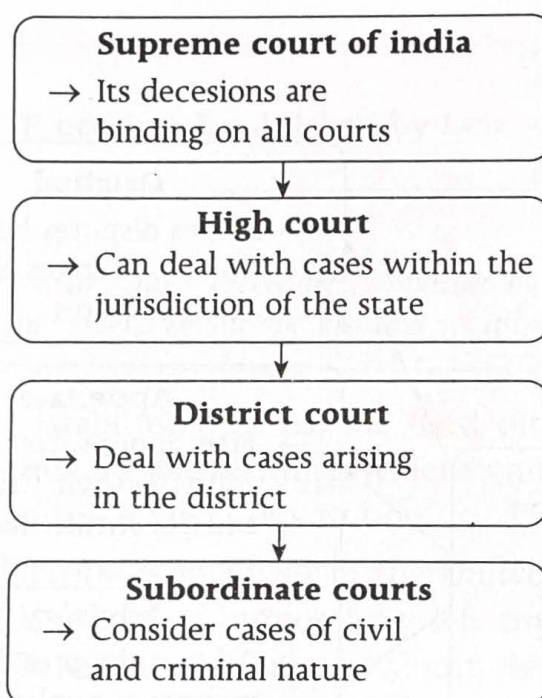 Supreme court of india
→ Its decesions are
binding on all courts
High court
→ Can deal with cases within the
jurisdiction of the state
District court
→ Deal with cases arising
in the district
Subordinate courts
→ Consider cases of civil
and criminal nature